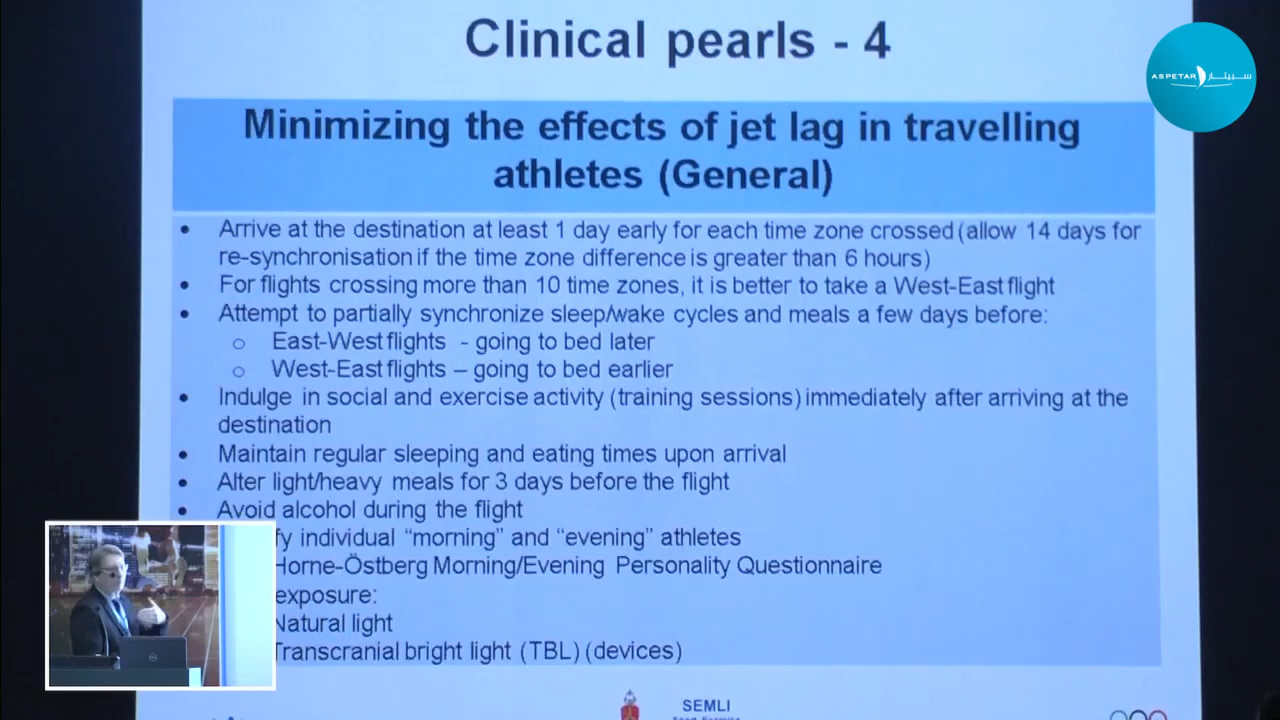 Clinical pearls - 4
ASPETAR سبيتار
Minimizing the effects of jet lag in travelling
athletes (General)
• Arrive at the destination at least 1 day early for each time zone crossed (allow 14 days for
re-synchronisation if the time zone difference is greater than 6 hours)
• For flights crossing more than 10 time zones, it is better to take a West-East flight
• Attempt to partially synchronize sleep/wake cycles and meals a few days before:
o East-West flights - going to bed later
o West-East flights – going to bed earlier
• Indulge in social and exercise activity (training sessions) immediately after arriving at the
destination
• Maintain regular sleeping and eating times upon arrival
• Alter light/heavy meals for 3 days before the flight
• Avoid alcohol during the flight
fy individual “morning” and “evening” athletes
Horne-Östberg Morning/Evening Personality Questionnaire
exposure:
Natural light
Transcranial bright light (TBL) (devices)
SEMLI